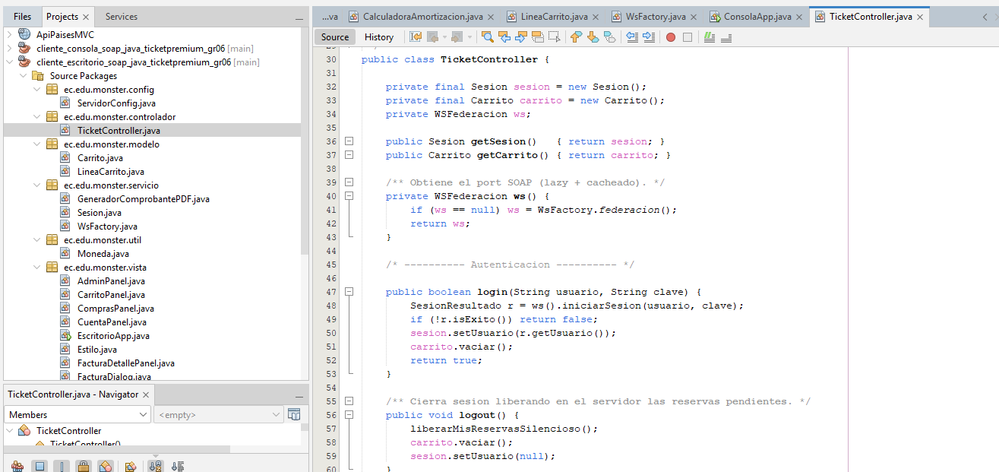 Files Projects Services
ApiPaisesMVC
cliente_consola_soap_java_ticketpremium_gr06 [main]
cliente_escritorio_soap_java_ticketpremium_gr06 [main]
Source Packages
ec.edu.monster.config
ServidorConfig.java
ec.edu.monster.controlador
TicketController.java
ec.edu.monster.modelo
Carrito.java
LineaCarrito.java
ec.edu.monster.servicio
GeneradorComprobantePDF.java
Sesion.java
WsFactory.java
ec.edu.monster.util
Moneda.java
ec.edu.monster.vista
AdminPanel.java
CarritoPanel.java
ComprasPanel.java
CuentaPanel.java
EscritorioApp.java
Estilo.java
FacturaDetallePanel.java
FacturaDialog.java
TicketController.java - Navigator
Members <empty>
TicketController
TicketController()
...va CalculadoraAmortizacion.java LineaCarrito.java WsFactory.java ConsolaApp.java TicketController.java
Source History
29 */
30 public class TicketController {
31
32 private final Sesion sesion = new Sesion();
33 private final Carrito carrito = new Carrito();
34 private WSFederacion ws;
35
36 public Sesion getSesion() { return sesion; }
37 public Carrito getCarrito() { return carrito; }
38
39 /** Obtiene el port SOAP (lazy + cacheado). */
40 private WSFederacion ws() {
41 if (ws == null) ws = WsFactory.federacion();
42 return ws;
43 }
44
45 /* ---------- Autenticacion ---------- */
46
47 public boolean login(String usuario, String clave) {
48 SesionResultado r = ws().iniciarSesion(usuario, clave);
49 if (!r.isExito()) return false;
50 sesion.setUsuario(r.getUsuario());
51 carrito.vaciar();
52 return true;
53 }
54
55 /** Cierra sesion liberando en el servidor las reservas pendientes. */
56 public void logout() {
57 liberarMisReservasSilencioso();
58 carrito.vaciar();
59 sesion.setUsuario(null);
60 }